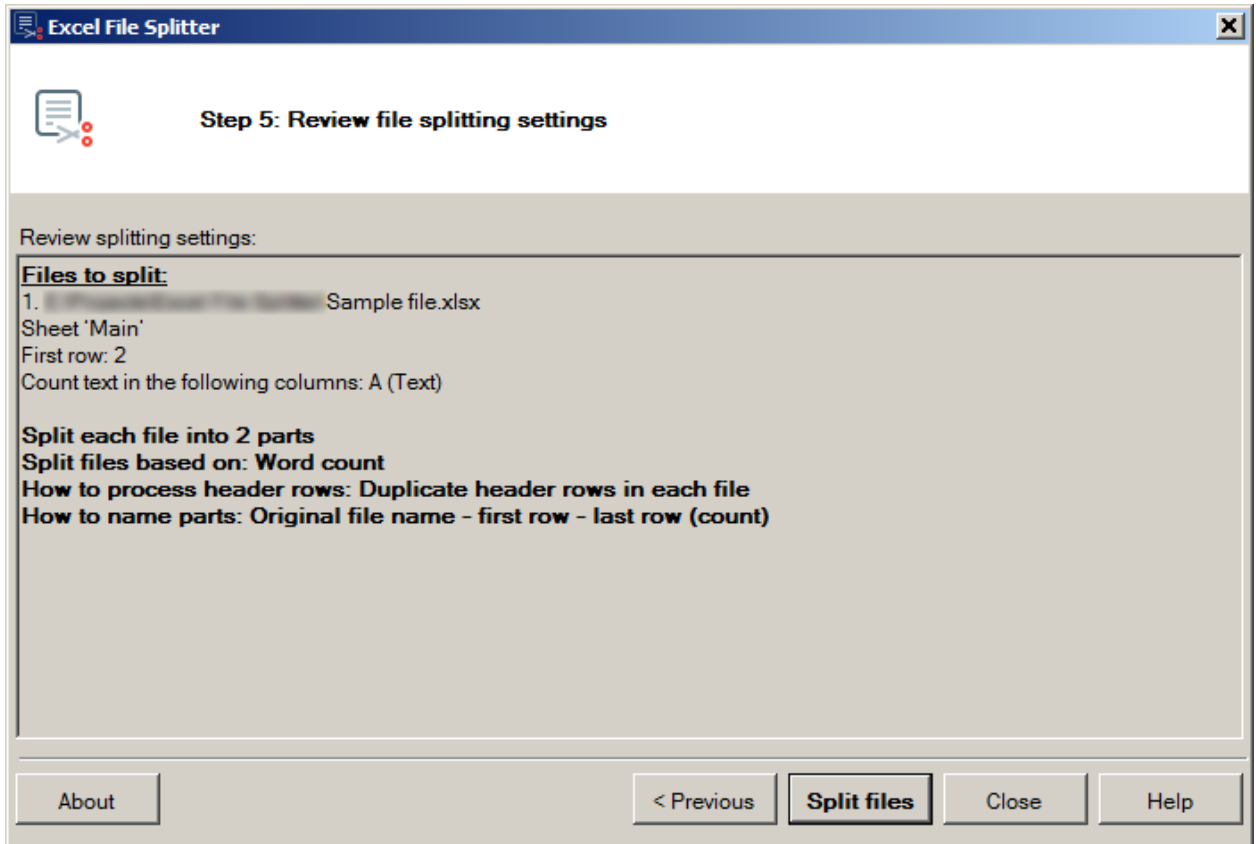 Excel File Splitter
Step 5: Review file splitting settings
Review splitting settings:
Files to split:
1. Sample file.xlsx
Sheet 'Main'
First row: 2
Count text in the following columns: A (Text)
Split each file into 2 parts
Split files based on: Word count
How to process header rows: Duplicate header rows in each file
How to name parts: Original file name - first row - last row (count)
About
< Previous
Split files
Close
Help